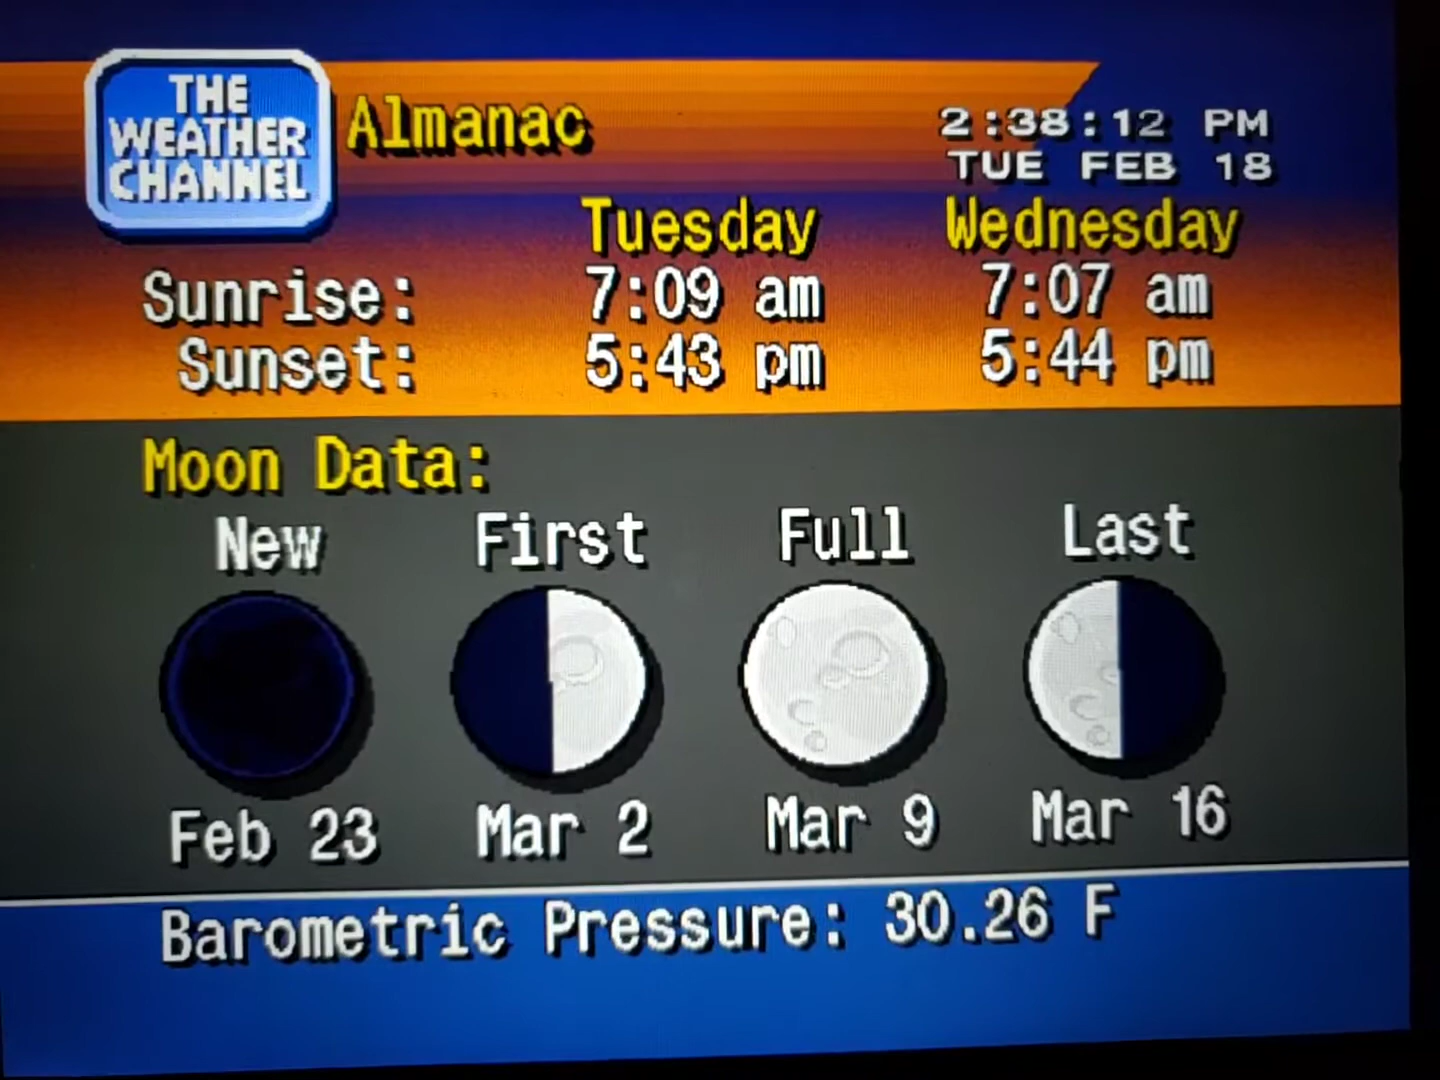 THE
WEATHER
CHANNEL
Almanac
2:38:12 PM
TUE FEB 18
Tuesday Wednesday
Sunrise: 7:09 am 7:07 am
Sunset: 5:43 pm 5:44 pm
Moon Data:
New First Full Last
Feb 23 Mar 2 Mar 9 Mar 16
Barometric Pressure: 30.26 F